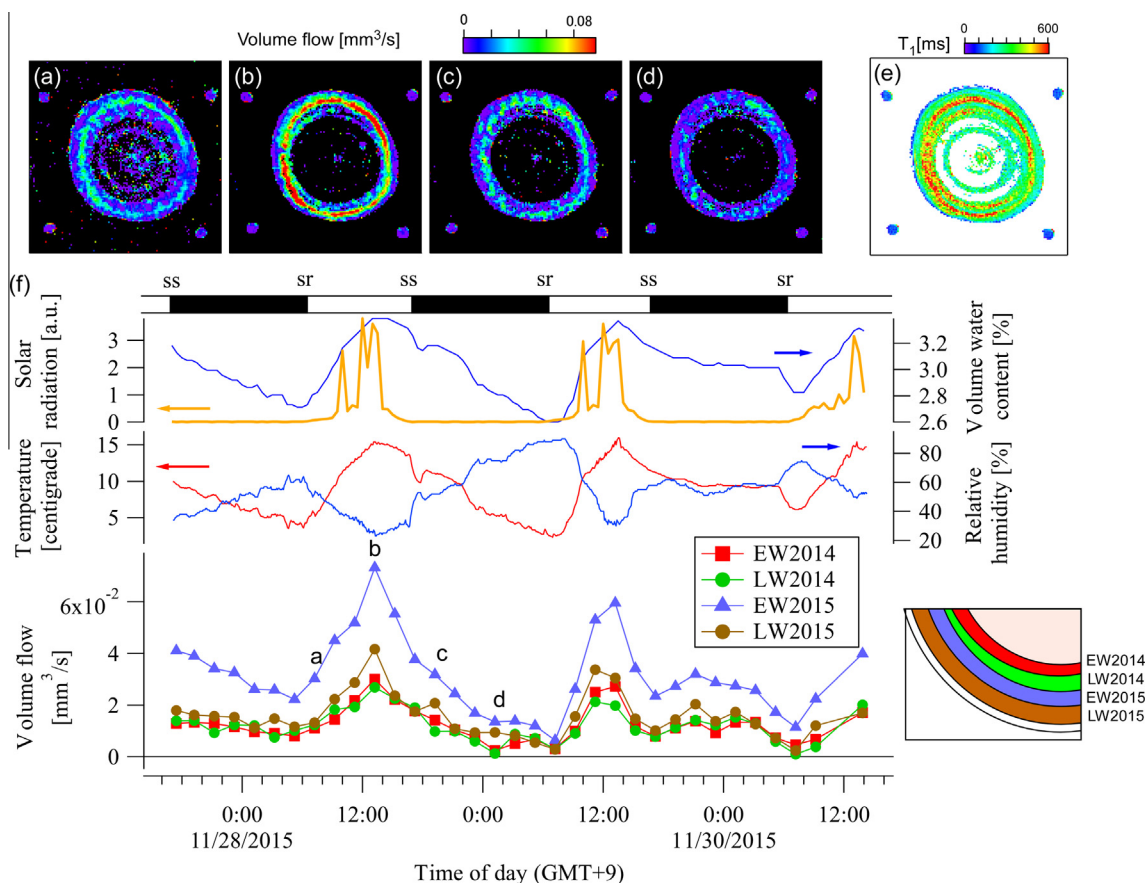 Volume flow [mm³/s]
0 0.08
T₁[ms] 0 600
(a) (b) (c) (d) (e)
(f) ss sr ss sr ss sr
Solar radiation [a.u.]
3
2
1
0
Volume water content [%]
3.2
3.0
2.8
2.6
Temperature [centigrade]
15
10
5
Relative humidity [%]
80
60
40
20
Volume flow [mm³/s]
6x10⁻²
4
2
0
a b c d
EW2014
LW2014
EW2015
LW2015
EW2014
LW2014
EW2015
LW2015
0:00 12:00 0:00 12:00 0:00 12:00
11/28/2015 11/30/2015
Time of day (GMT+9)